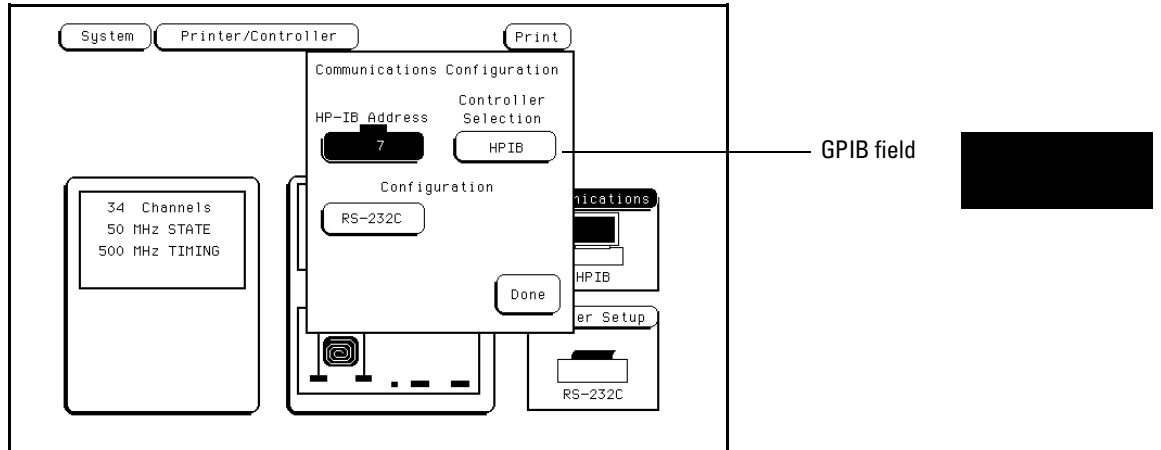 System Printer/Controller Print
Communications Configuration
Controller
Selection
HP-IB Address
7
HPIB
GPIB field
Configuration
RS-232C
Done
34 Channels
50 MHz STATE
500 MHz TIMING
nications
HPIB
er Setup
RS-232C